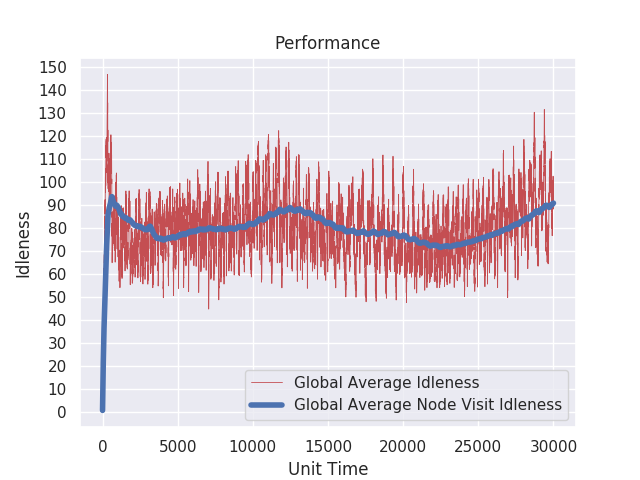 Performance
150
140
130
120
110
100
90
80
70
60
50
40
30
20
10
0
Idleness
Global Average Idleness
Global Average Node Visit Idleness
0 5000 10000 15000 20000 25000 30000
Unit Time